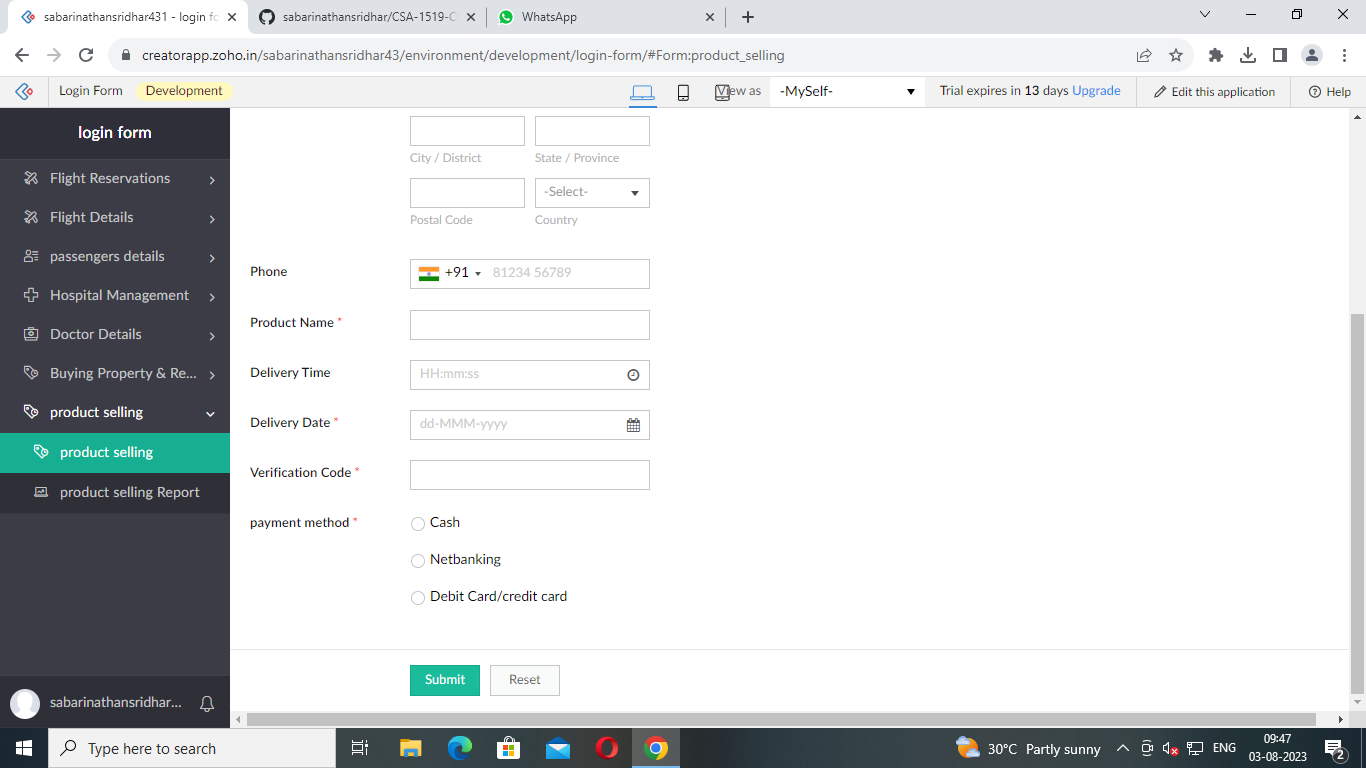 sabarinathansridhar431 - login fo
sabarinathansridhar/CSA-1519-C
WhatsApp
creatorapp.zoho.in/sabarinathansridhar43/environment/development/login-form/#Form:product_selling
Login Form
Development
View as
-MySelf-
Trial expires in 13 days Upgrade
Edit this application
Help
login form
Flight Reservations
Flight Details
passengers details
Hospital Management
Doctor Details
Buying Property & Re...
product selling
product selling
product selling Report
sabarinathansridhar...
City / District
State / Province
-Select-
Postal Code
Country
Phone
+91
81234 56789
Product Name *
Delivery Time
HH:mm:ss
Delivery Date *
dd-MMM-yyyy
Verification Code *
payment method *
Cash
Netbanking
Debit Card/credit card
Submit
Reset
Type here to search
30°C Partly sunny
ENG
09:47
03-08-2023
2